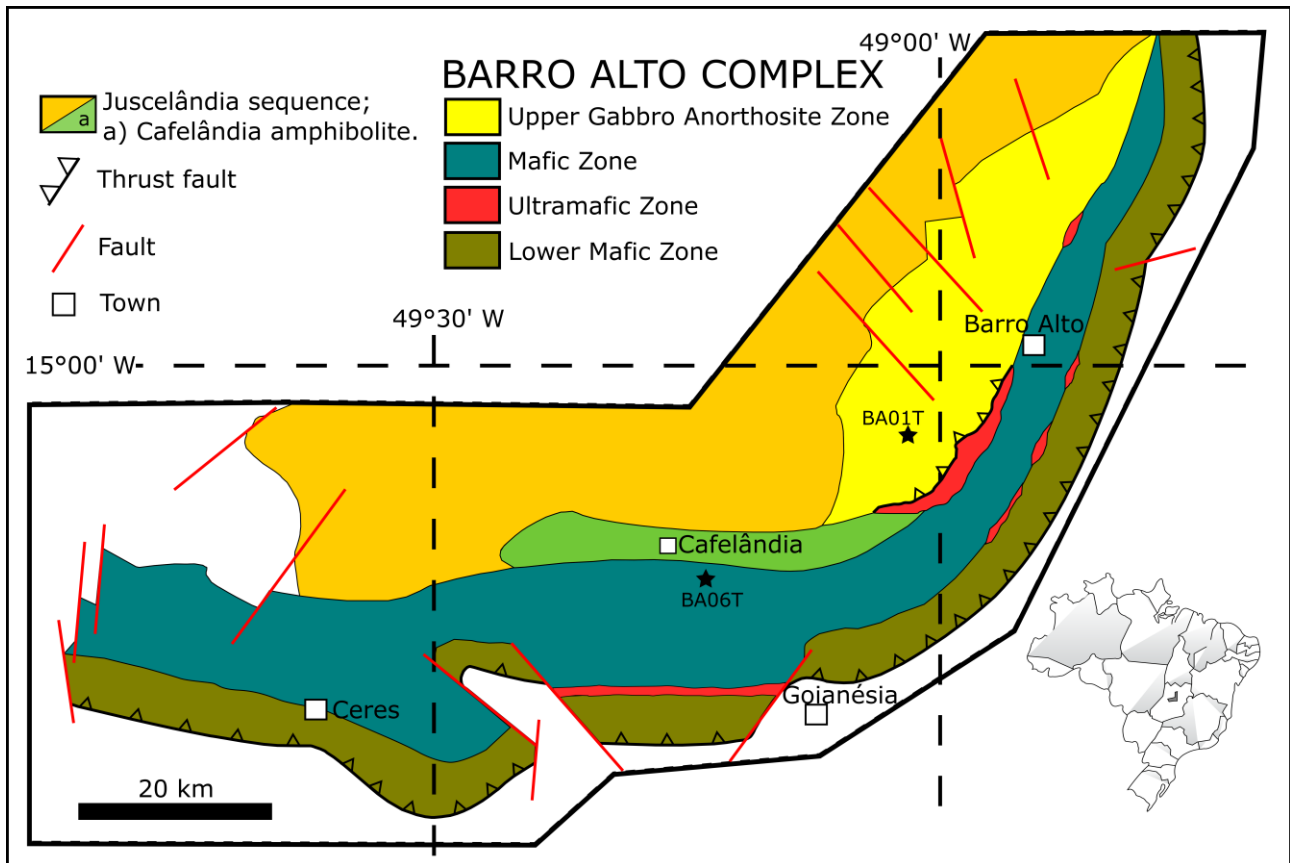 49°00' W
BARRO ALTO COMPLEX
Juscelândia sequence;
a
a) Cafelândia amphibolite.
Thrust fault
Fault
Town
Upper Gabbro Anorthosite Zone
Mafic Zone
Ultramafic Zone
Lower Mafic Zone
49°30' W
Barro Alto
15°00' W
BA01T
Cafelândia
BA06T
Goianésia
Ceres
20 km